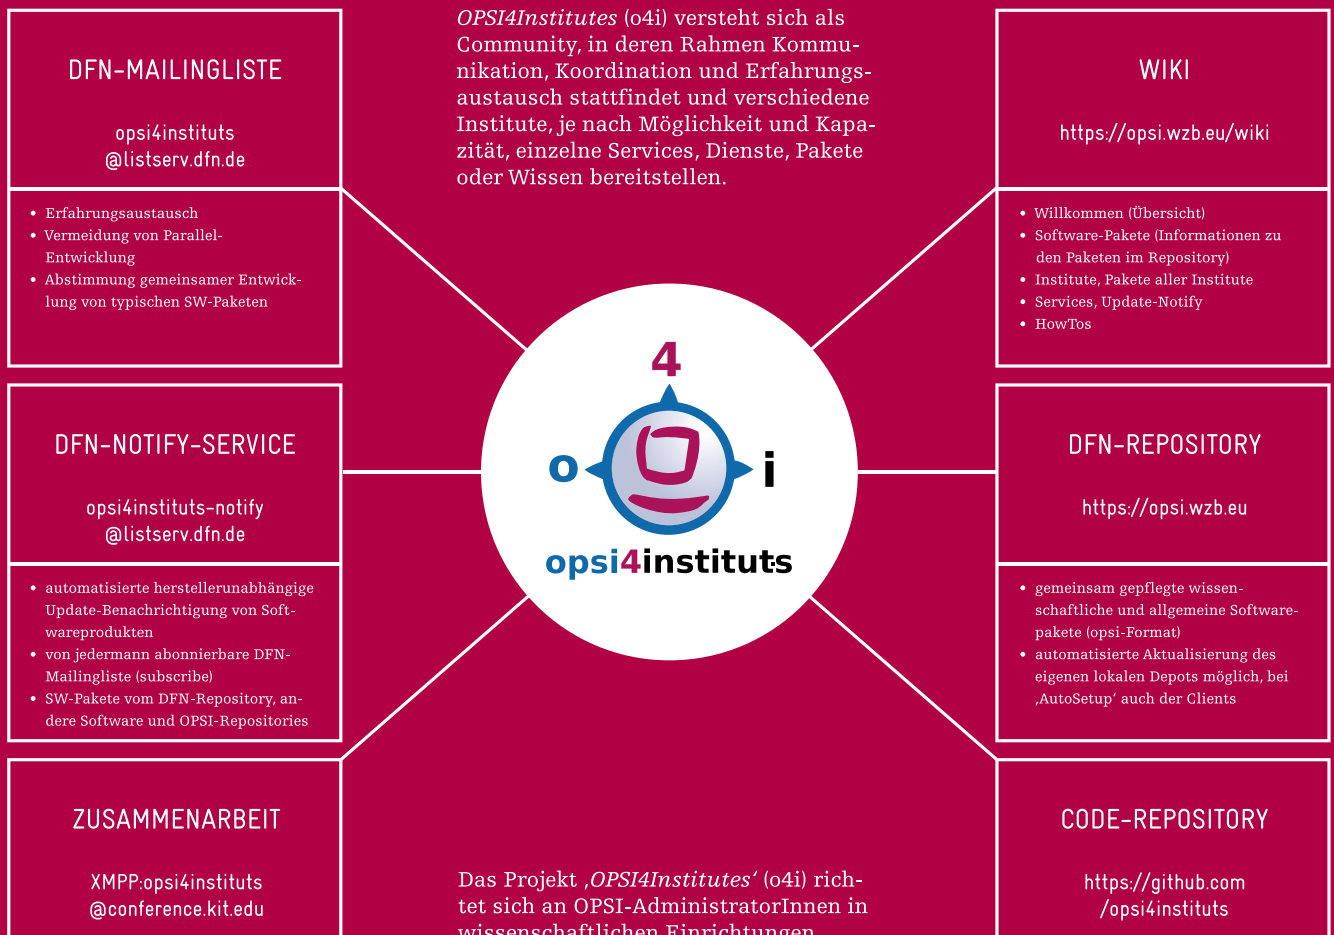 OPSI4Institutes (o4i) versteht sich als
Community, in deren Rahmen Kommu-
nikation, Koordination und Erfahrungs-
austausch stattfindet und verschiedene
Institute, je nach Möglichkeit und Kapa-
zität, einzelne Services, Dienste, Pakete
oder Wissen bereitstellen.
DFN-MAILINGLISTE
opsi4instituts
@listserv.dfn.de
• Erfahrungsaustausch
• Vermeidung von Parallel-
Entwicklung
• Abstimmung gemeinsamer Entwick-
lung von typischen SW-Paketen
WIKI
https://opsi.wzb.eu/wiki
• Willkommen (Übersicht)
• Software-Pakete (Informationen zu
den Paketen im Repository)
• Institute, Pakete aller Institute
• Services, Update-Notify
• HowTos
4
o i
opsi4instituts
DFN-NOTIFY-SERVICE
opsi4instituts-notify
@listserv.dfn.de
• automatisierte herstellerunabhängige
Update-Benachrichtigung von Soft-
wareprodukten
• von jedermann abonnierbare DFN-
Mailingliste (subscribe)
• SW-Pakete vom DFN-Repository, an-
dere Software und OPSI-Repositories
DFN-REPOSITORY
https://opsi.wzb.eu
• gemeinsam gepflegte wissen-
schaftliche und allgemeine Software-
pakete (opsi-Format)
• automatisierte Aktualisierung des
eigenen lokalen Depots möglich, bei
‚AutoSetup‘ auch der Clients
ZUSAMMENARBEIT
XMPP:opsi4instituts
@conference.kit.edu
Das Projekt ‚OPSI4Institutes‘ (o4i) rich-
tet sich an OPSI-AdministratorInnen in
wissenschaftlichen Einrichtungen
CODE-REPOSITORY
https://github.com
/opsi4instituts